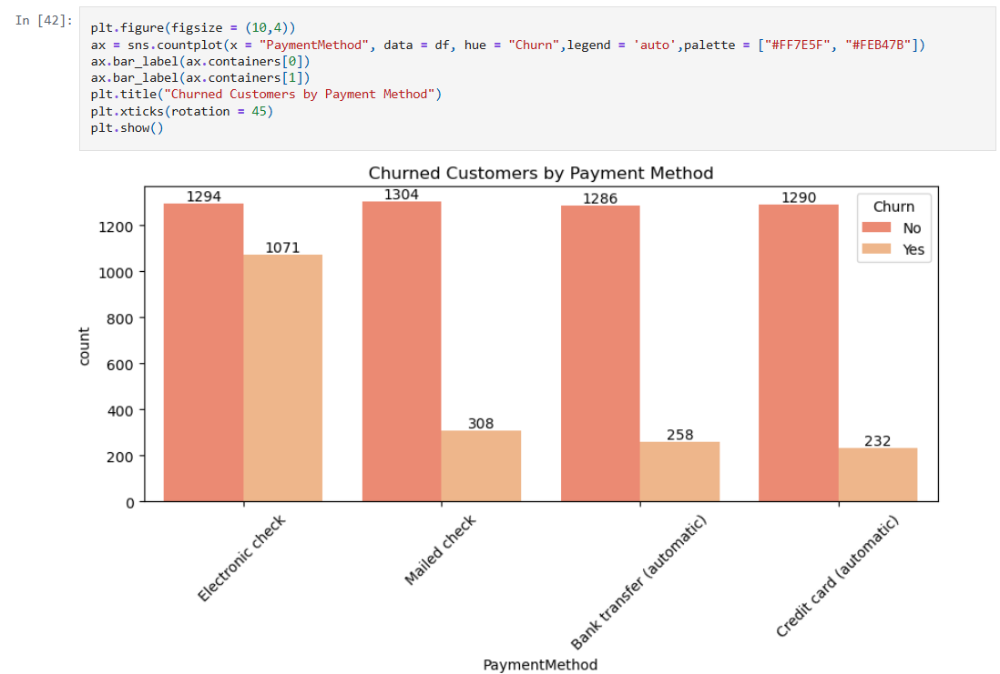 In [42]:
plt.figure(figsize = (10,4))
ax = sns.countplot(x = "PaymentMethod", data = df, hue = "Churn",legend = 'auto',palette = ["#FF7E5F", "#FEB47B"])
ax.bar_label(ax.containers[0])
ax.bar_label(ax.containers[1])
plt.title("Churned Customers by Payment Method")
plt.xticks(rotation = 45)
plt.show()
Churned Customers by Payment Method
1294
1304
1286
1290
Churn
No
Yes
1071
308
258
232
1200
1000
800
600
400
200
0
count
Electronic check
Mailed check
Bank transfer (automatic)
Credit card (automatic)
PaymentMethod